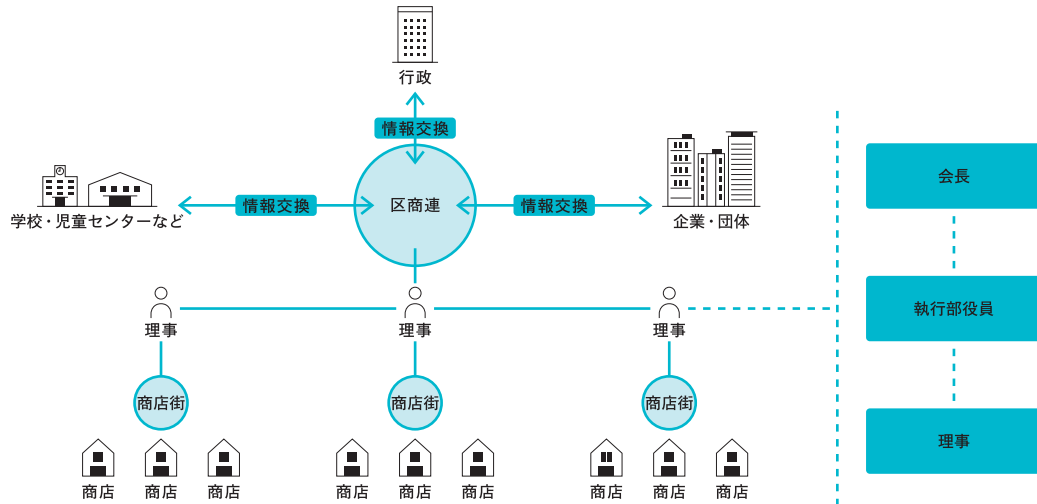 行政
情報交換
学校・児童センターなど
情報交換
区商連
情報交換
企業・団体
理事
理事
理事
商店街
商店街
商店街
商店
商店
商店
商店
商店
商店
商店
商店
商店
会長
執行部役員
理事